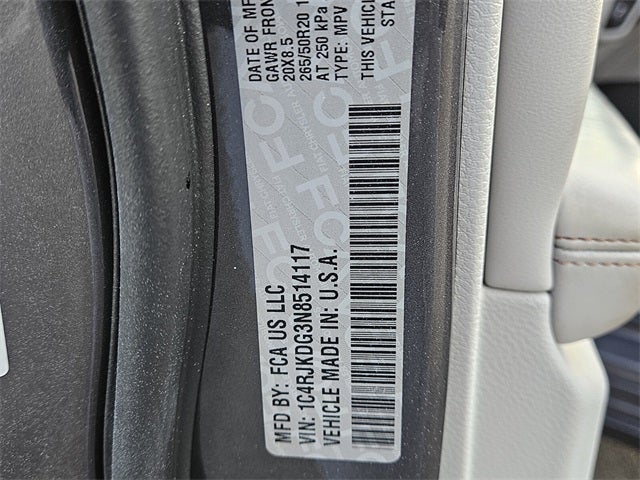 MFD BY: FCA US LLC
VIN: 1C4RJKDG3N8514117
VEHICLE MADE IN: U.S.A.
DATE OF MF
GAWR FRON
20X8.5
265/50R20 1
AT 250 kPa
TYPE: MPV
THIS VEHICLE
STA